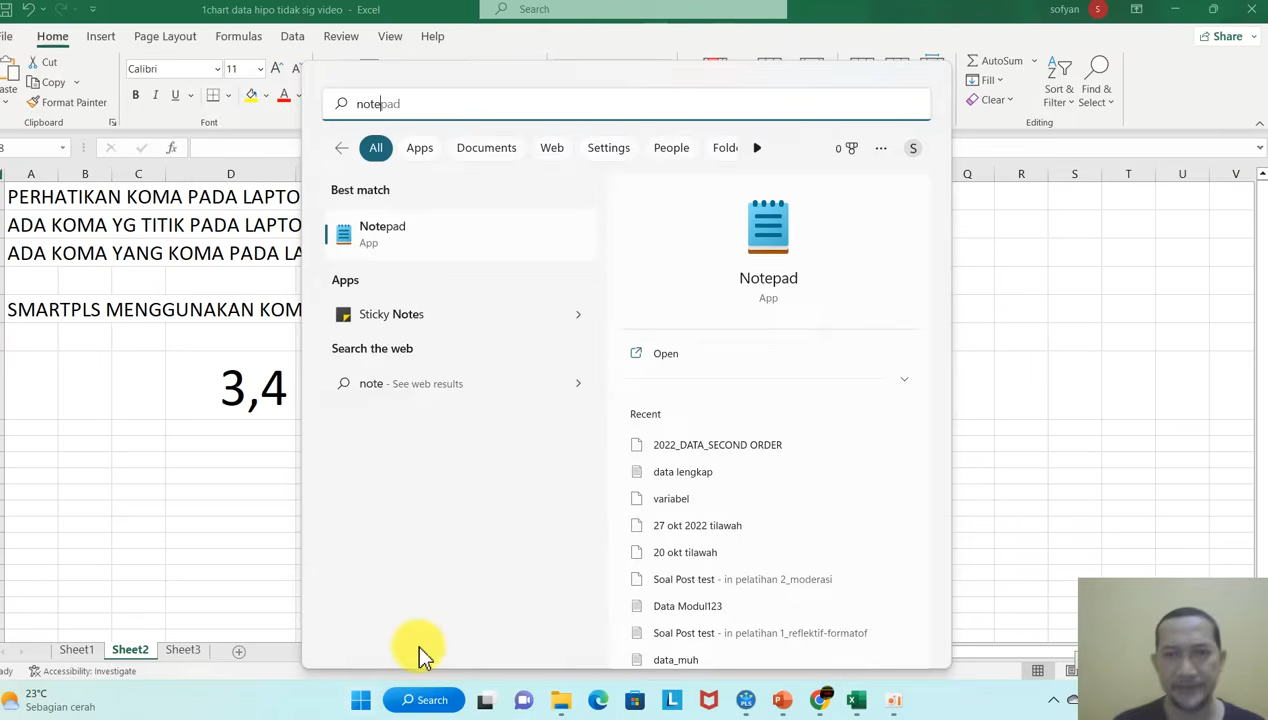 1chart data hipo tidak sig video - Excel
Search
sofyan
S
Home
Insert
Page Layout
Formulas
Data
Review
View
Help
Share
Cut
Copy
Format Painter
Clipboard
Calibri
11
B I U
A
Font
AutoSum
Fill
Clear
Sort &
Filter
Find &
Select
Editing
notepad
All
Apps
Documents
Web
Settings
People
0
S
fx
A B C D Q R S T U V
PERHATIKAN KOMA PADA
ADA KOMA YG TITIK PADA
ADA KOMA YANG KOMA PADA
SMARTPLS MENGGUNAKAN
3,4
Best match
Notepad
App
Apps
Sticky Notes
Search the web
note - See web results
Notepad
App
Open
Recent
2022_DATA_SECOND ORDER
data lengkap
variabel
27 okt 2022 tilawah
20 okt tilawah
Soal Post test - in pelatihan 2_moderasi
Data Modul123
Soal Post test - in pelatihan 1_reflektif-formatof
data_muh
Sheet1
Sheet2
Sheet3
Accessibility: Investigate
23°C
Sebagian cerah
Search